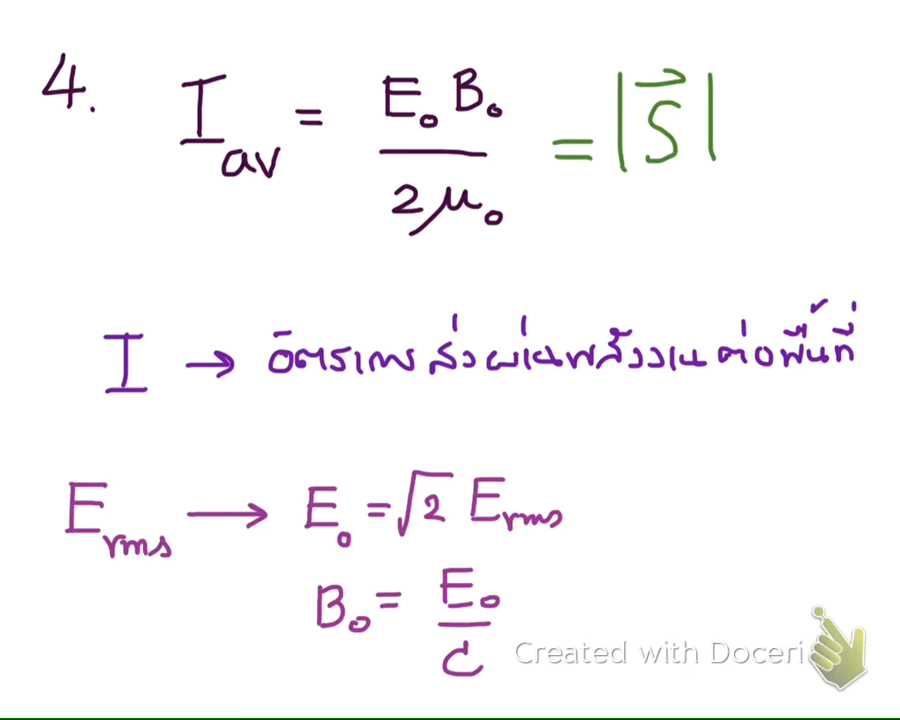 4. I_av = E₀B₀ / 2μ₀ = |S⃗|
I → อัตราการส่งผ่านพลังงานต่อพื้นที่
E_rms → E₀ = √2 E_rms
B₀ = E₀ / c
Created with Doceri